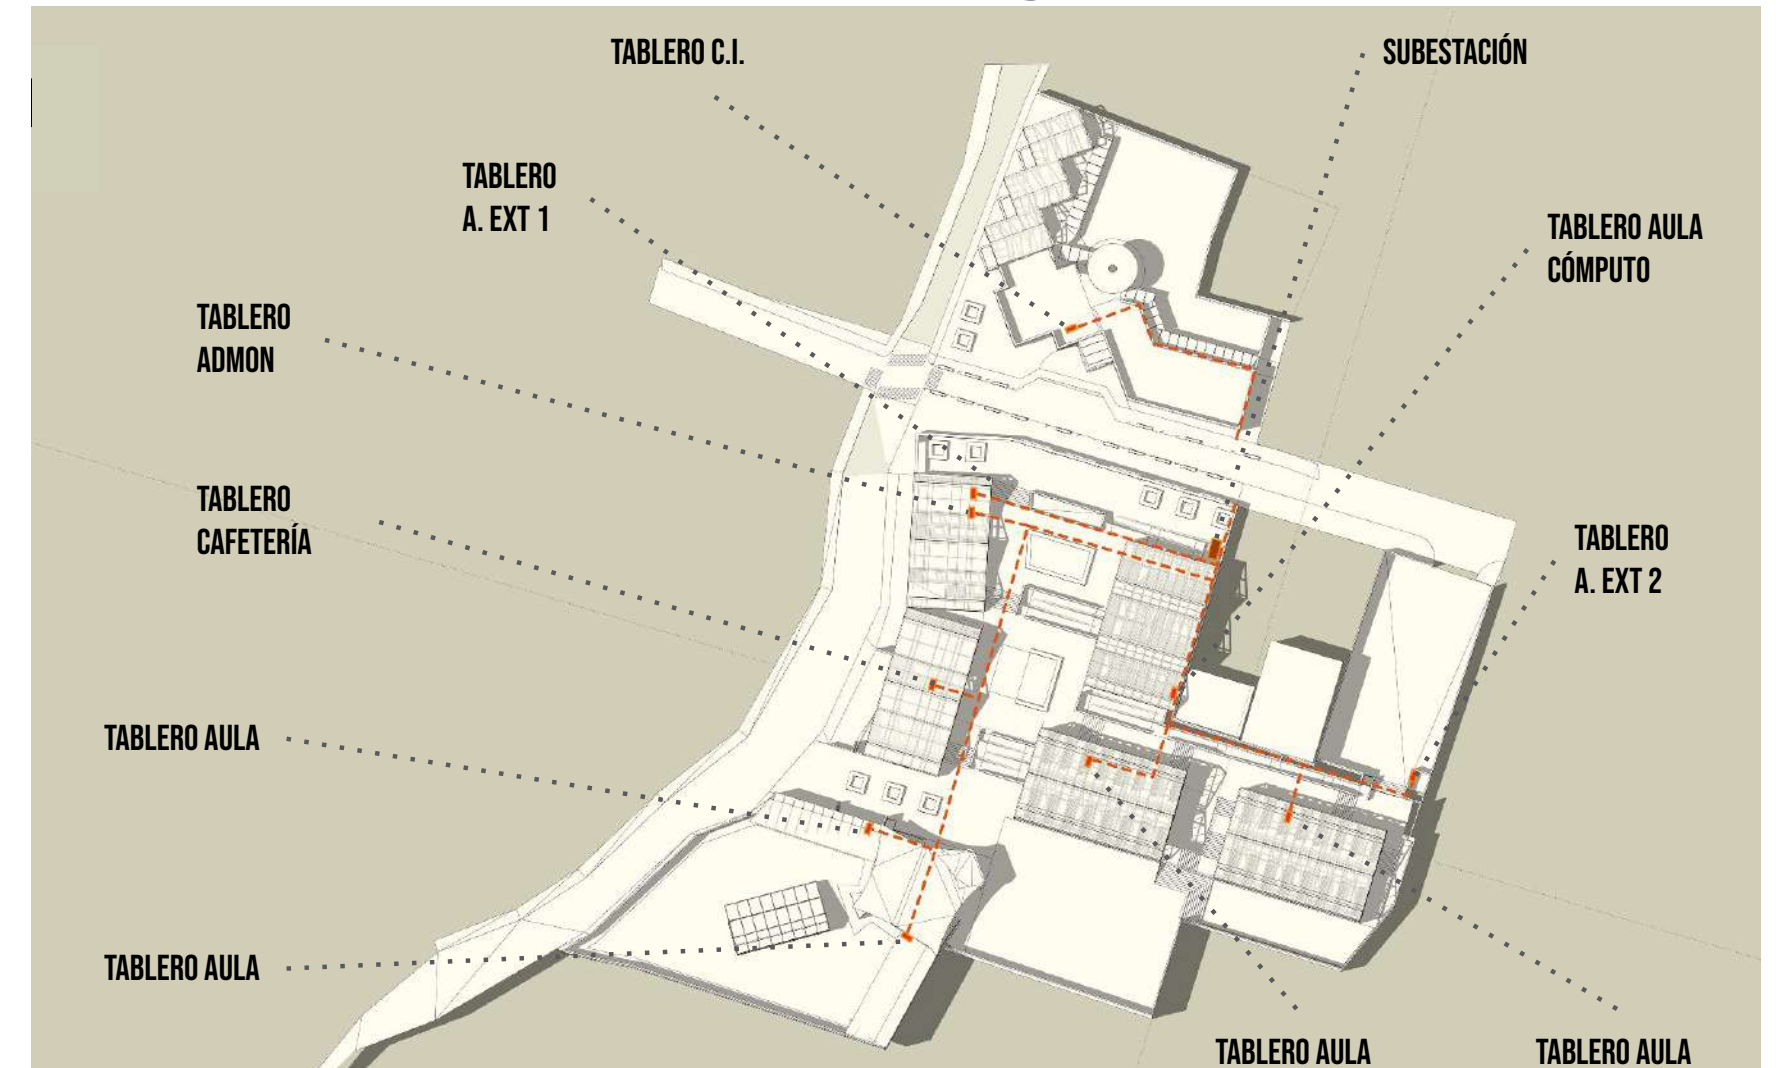 TABLERO C.I.
SUBESTACIÓN
TABLERO
A. EXT 1
TABLERO AULA
CÓMPUTO
TABLERO
ADMON
TABLERO
CAFETERÍA
TABLERO
A. EXT 2
TABLERO AULA
TABLERO AULA
TABLERO AULA
TABLERO AULA